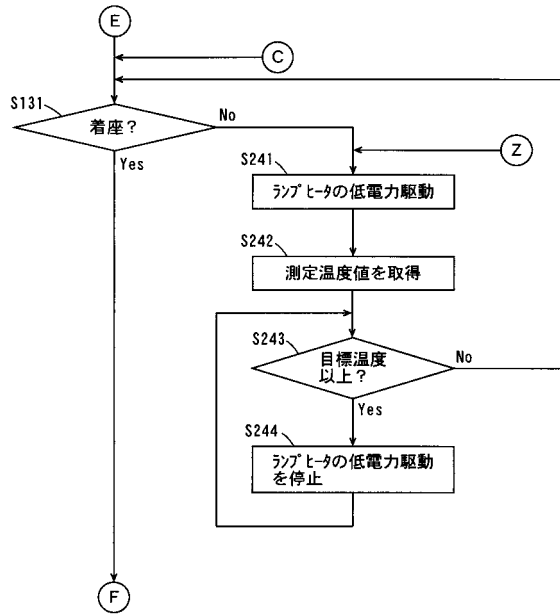 E
C
S131
着座？
No
Yes
Z
S241
ランプヒータの低電力駆動
S242
測定温度値を取得
S243
目標温度
以上？
No
Yes
S244
ランプヒータの低電力駆動
を停止
F